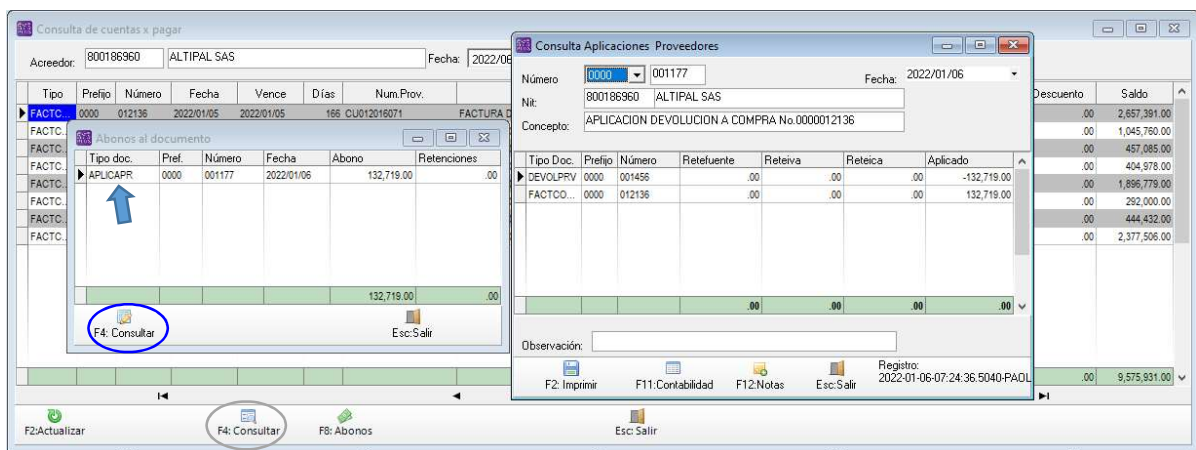 Consulta de cuentas x pagar
Acreedor: 800186960 ALTIPAL SAS Fecha: 2022/06
Tipo Prefijo Número Fecha Vence Días Num.Prov. Descuento Saldo
FACTC... 0000 012136 2022/01/05 2022/01/05 166 CU012016071 FACTURA D .00 2,657,391.00
FACTC. .00 1,045,760.00
FACTC. .00 457,085.00
FACTC. .00 404,978.00
FACTC. .00 1,896,779.00
FACTC. .00 292,000.00
FACTC. .00 444,432.00
FACTC. .00 2,377,506.00
.00 9,575,931.00
F2:Actualizar F4: Consultar F8: Abonos Esc: Salir
Abonos al documento
Tipo doc. Pref. Número Fecha Abono Retenciones
APLICAPR 0000 001177 2022/01/06 132,719.00 .00
132,719.00 .00
F4: Consultar Esc:Salir
Consulta Aplicaciones Proveedores
Número 0000 001177 Fecha: 2022/01/06
Nit: 800186960 ALTIPAL SAS
Concepto: APLICACION DEVOLUCION A COMPRA No.0000012136
Tipo Doc. Prefijo Número Retefuente Reteiva Reteica Aplicado
DEVOLPRV 0000 001456 .00 .00 .00 -132,719.00
FACTCO... 0000 012136 .00 .00 .00 132,719.00
.00 .00 .00 .00
Observación:
F2: Imprimir F11:Contabilidad F12:Notas Esc:Salir Registro:
2022-01-06-07:24:36.5040-PAOL